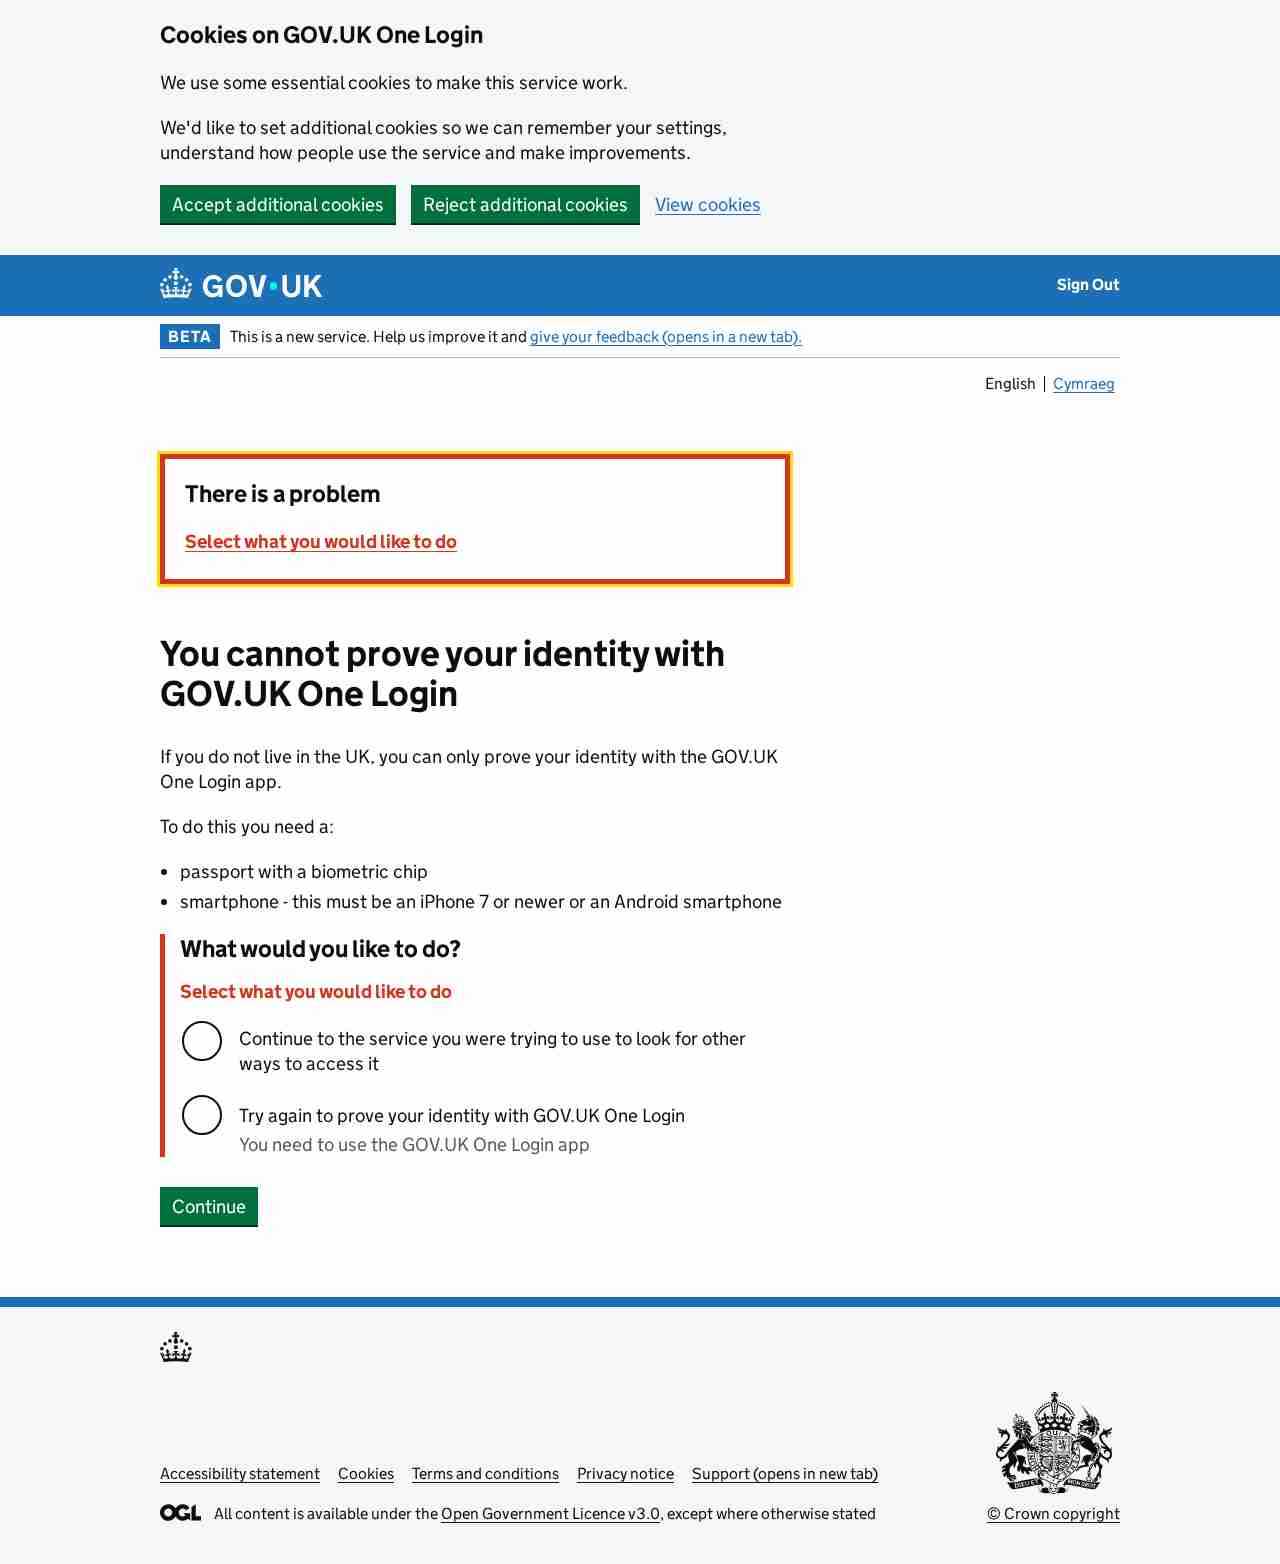 Cookies on GOV.UK One Login
We use some essential cookies to make this service work.
We'd like to set additional cookies so we can remember your settings,
understand how people use the service and make improvements.
Accept additional cookies Reject additional cookies View cookies
GOV·UK Sign Out
BETA This is a new service. Help us improve it and give your feedback (opens in a new tab).
English Cymraeg
There is a problem
Select what you would like to do
You cannot prove your identity with
GOV.UK One Login
If you do not live in the UK, you can only prove your identity with the GOV.UK
One Login app.
To do this you need a:
• passport with a biometric chip
• smartphone - this must be an iPhone 7 or newer or an Android smartphone
What would you like to do?
Select what you would like to do
Continue to the service you were trying to use to look for other
ways to access it
Try again to prove your identity with GOV.UK One Login
You need to use the GOV.UK One Login app
Continue
Accessibility statement Cookies Terms and conditions Privacy notice Support (opens in new tab)
OGL All content is available under the Open Government Licence v3.0, except where otherwise stated
© Crown copyright